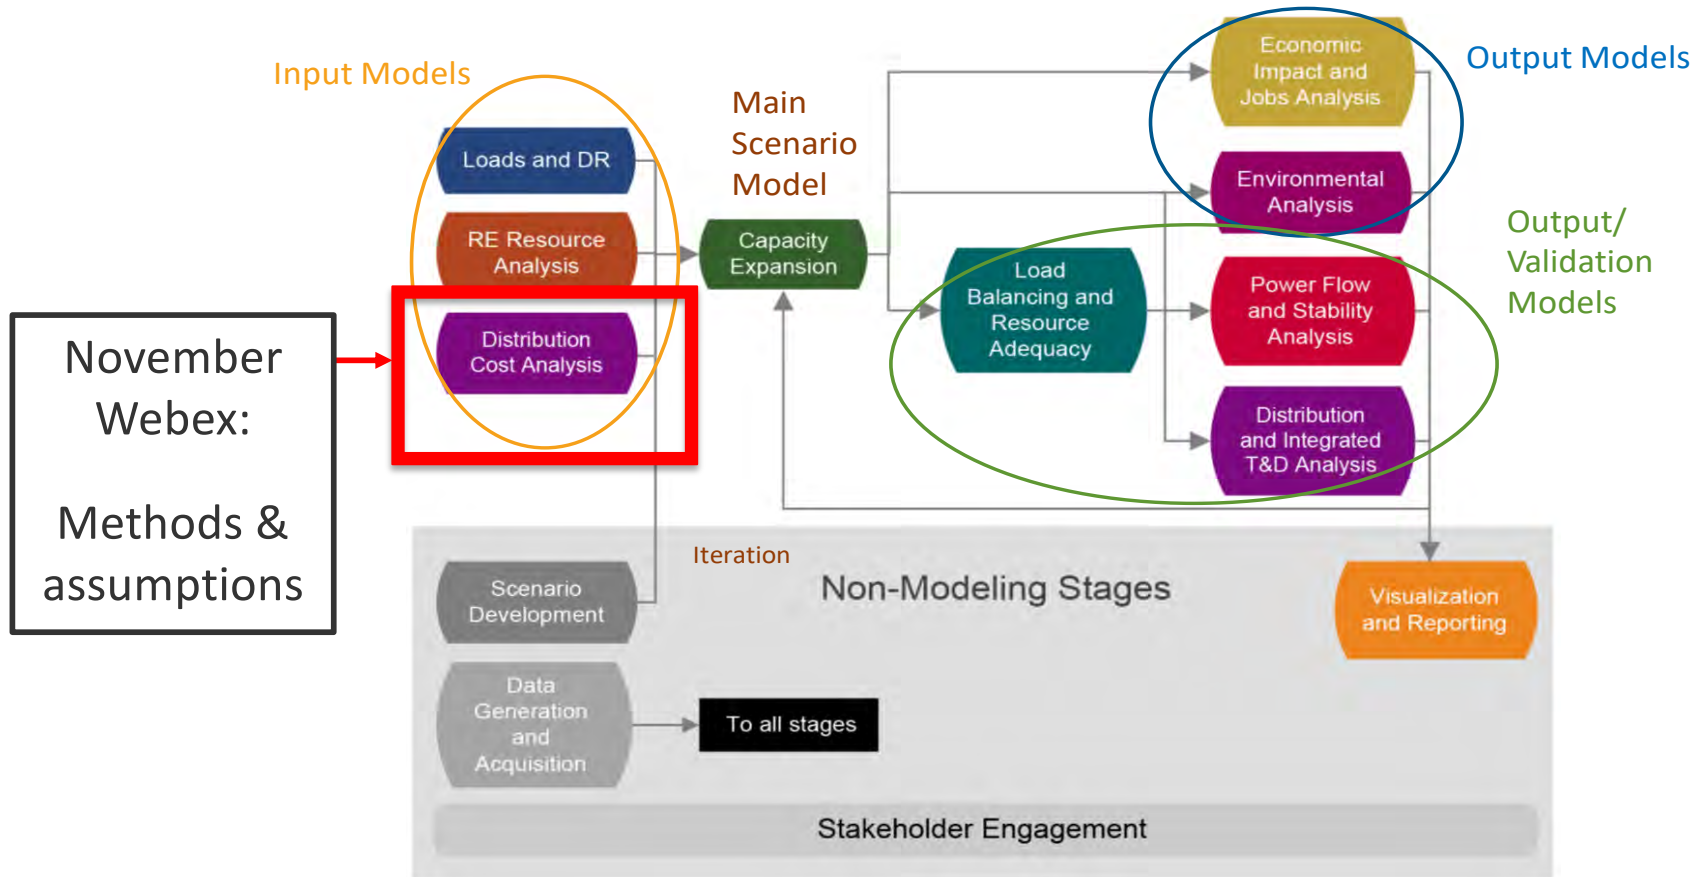 Input Models
Loads and DR
RE Resource
Analysis
Distribution
Cost Analysis
November
Webex:
Methods &
assumptions
Main
Scenario
Model
Capacity
Expansion
Economic
Impact and
Jobs Analysis
Output Models
Environmental
Analysis
Output/
Validation
Models
Load
Balancing and
Resource
Adequacy
Power Flow
and Stability
Analysis
Distribution
and Integrated
T&D Analysis
Iteration
Non-Modeling Stages
Scenario
Development
Visualization
and Reporting
Data
Generation
and
Acquisition
To all stages
Stakeholder Engagement